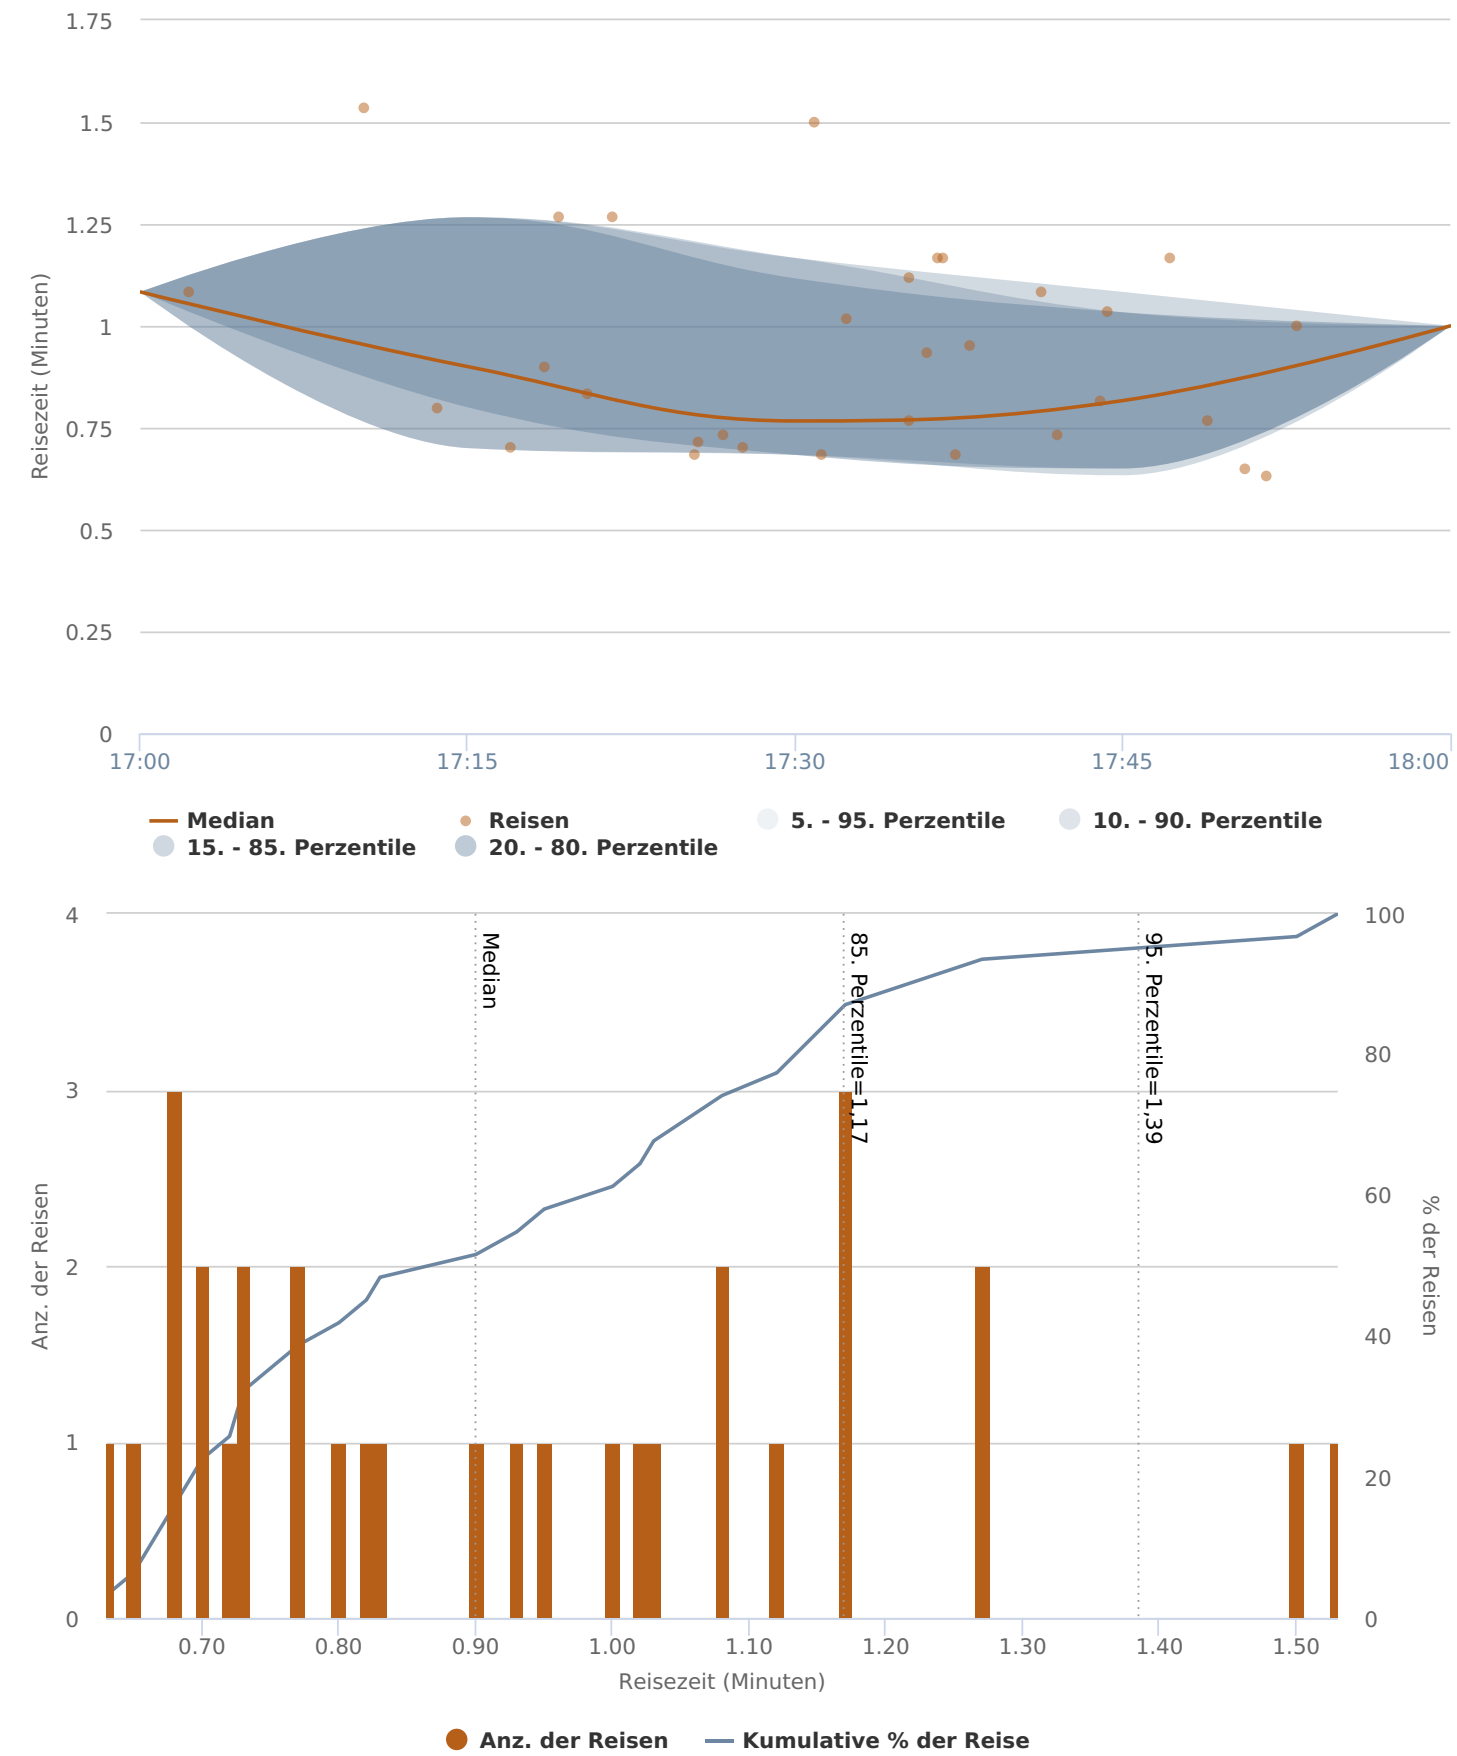 1.75
1.5
1.25
1
0.75
0.5
0.25
0
Reisezeit (Minuten)
17:00 17:15 17:30 17:45 18:00
Median Reisen 5. - 95. Perzentile 10. - 90. Perzentile
15. - 85. Perzentile 20. - 80. Perzentile
4
3
2
1
0
Anz. der Reisen
Median
85. Perzentile=1,17
95. Perzentile=1,39
100
80
60
40
20
0
% der Reisen
0.70 0.80 0.90 1.00 1.10 1.20 1.30 1.40 1.50
Reisezeit (Minuten)
Anz. der Reisen Kumulative % der Reise